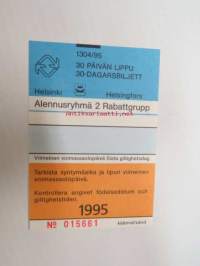 1304/95
30 PÄIVÄN LIPPU
30-DAGARSBILJETT
Helsinki Helsingfors
Alennusryhmä 2 Rabattgrupp
www.antikvariaatti.net
Viimeinen voimassaolopäivä Sista giltighetsdag
Tarkista syntymäaika ja lipun viimeinen
voimassaolopäivä.
Kontrollera angivet födelsedatum och
giltighetstiden.
1995
No 015661